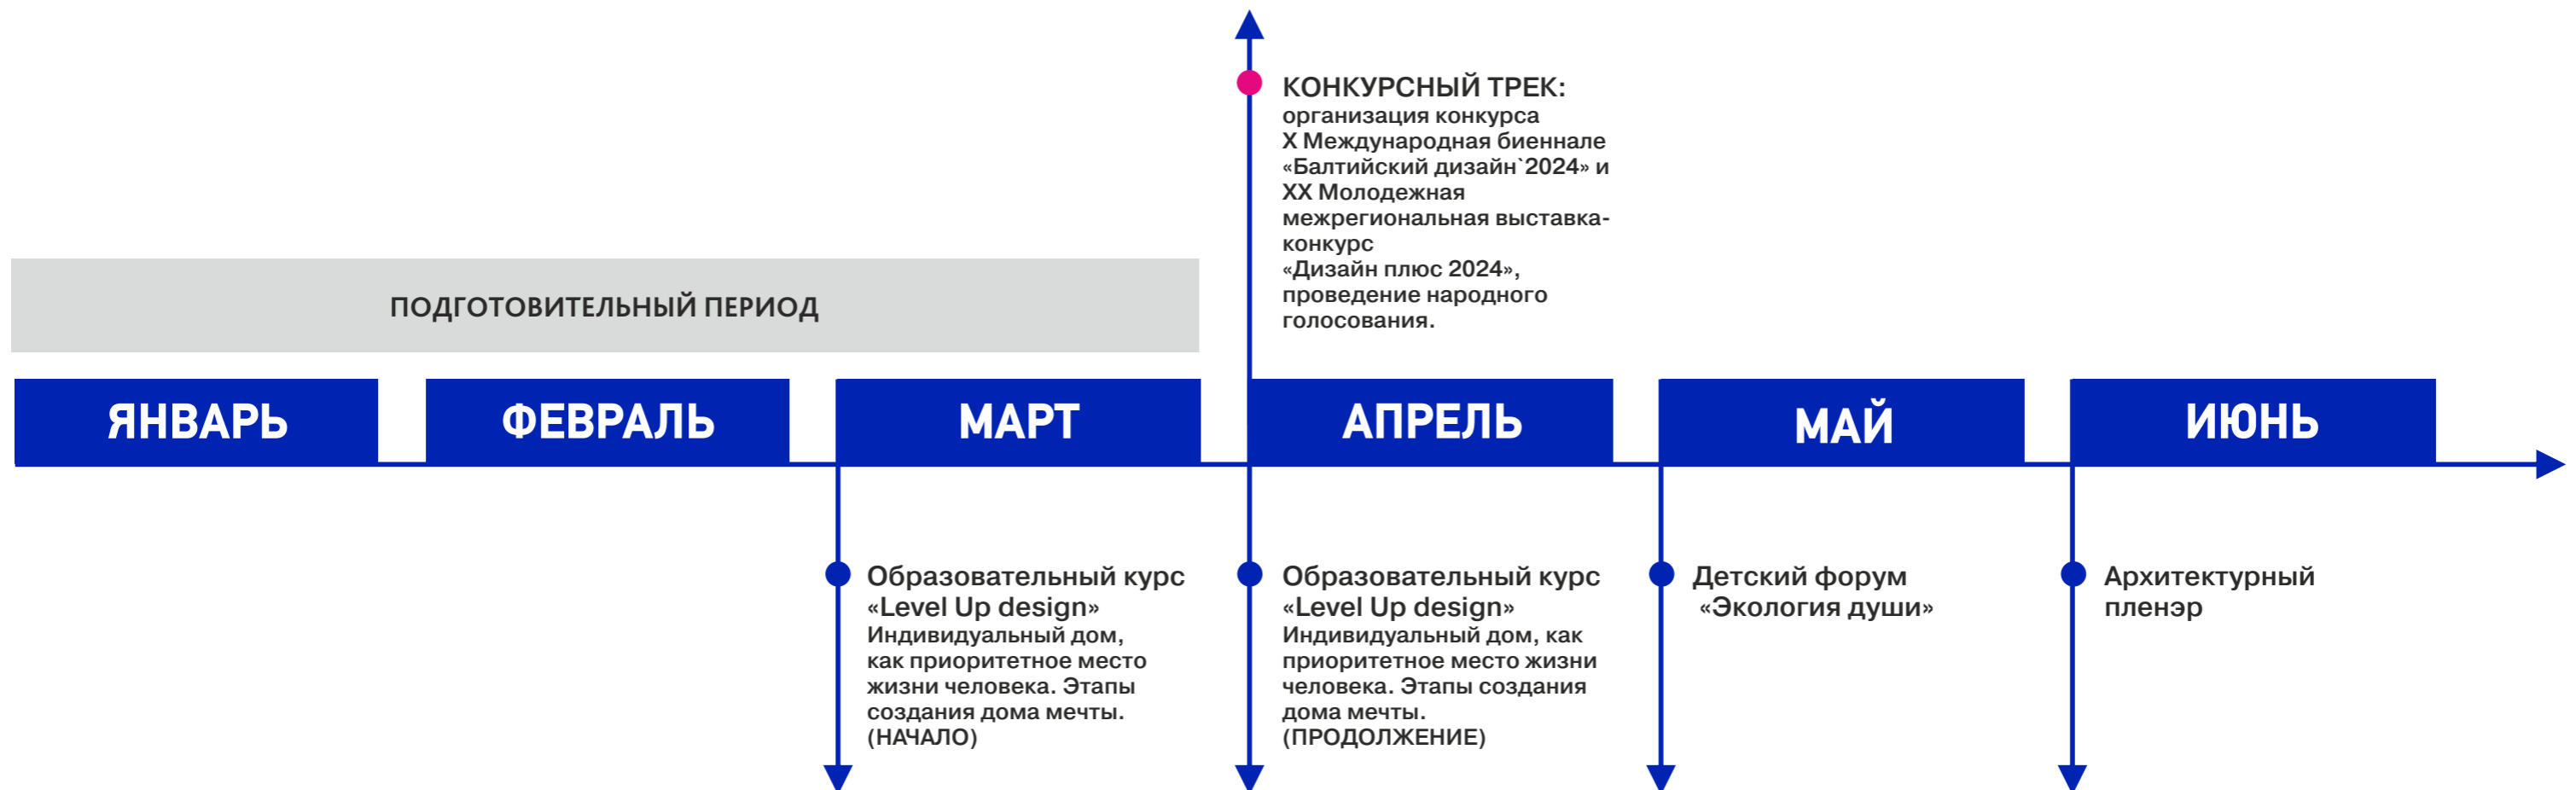 КОНКУРСНЫЙ ТРЕК:
организация конкурса
X Международная биеннале
«Балтийский дизайн`2024» и
XX Молодежная
межрегиональная выставка-
конкурс
«Дизайн плюс 2024»,
проведение народного
голосования.
ПОДГОТОВИТЕЛЬНЫЙ ПЕРИОД
ЯНВАРЬ
ФЕВРАЛЬ
МАРТ
АПРЕЛЬ
МАЙ
ИЮНЬ
Образовательный курс
«Level Up design»
Индивидуальный дом,
как приоритетное место
жизни человека. Этапы
создания дома мечты.
(НАЧАЛО)
Образовательный курс
«Level Up design»
Индивидуальный дом, как
приоритетное место жизни
человека. Этапы создания
дома мечты.
(ПРОДОЛЖЕНИЕ)
Детский форум
«Экология души»
Архитектурный
пленэр